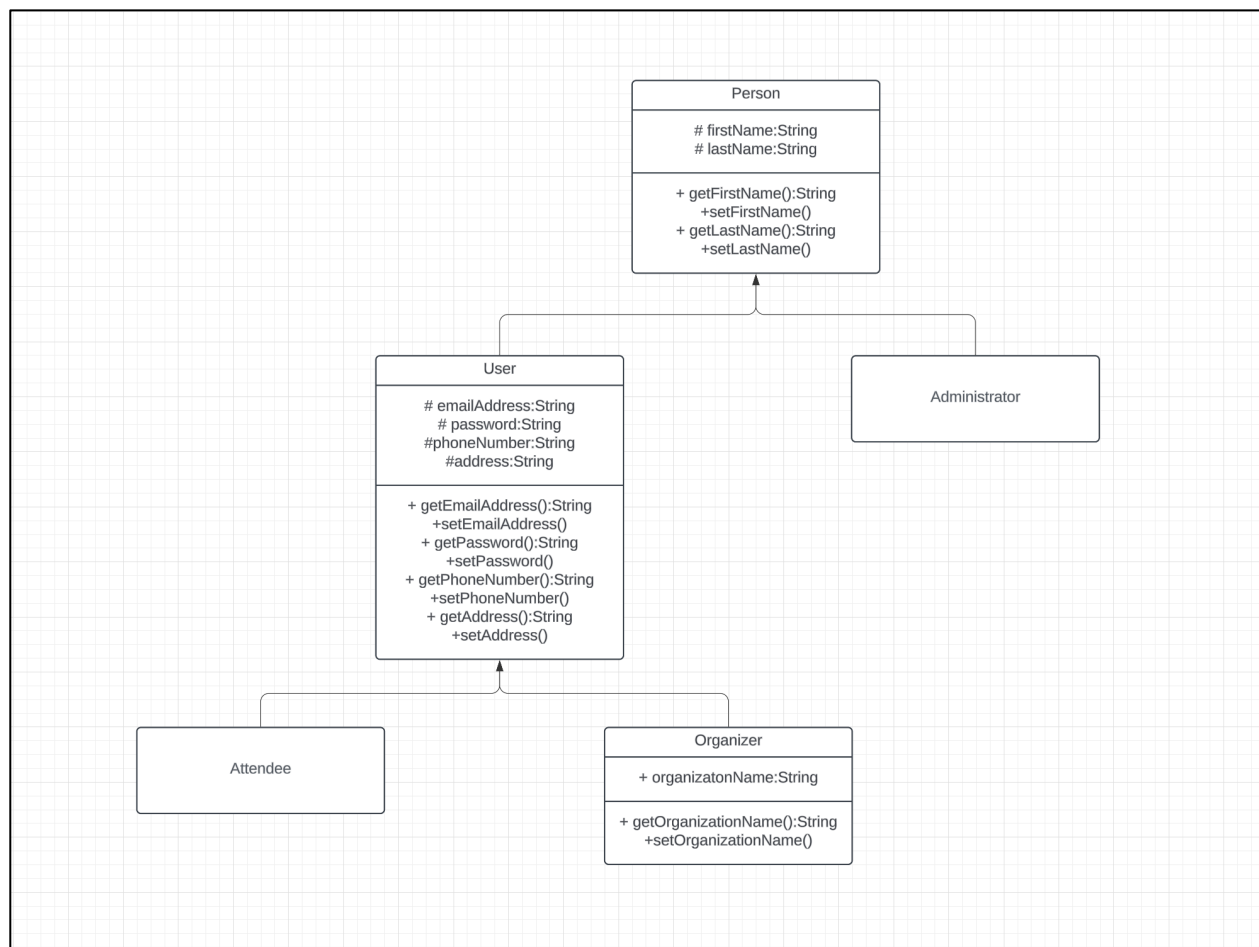 Person
# firstName:String
# lastName:String
+ getFirstName():String
+setFirstName()
+ getLastName():String
+setLastName()
User
# emailAddress:String
# password:String
#phoneNumber:String
#address:String
+ getEmailAddress():String
+setEmailAddress()
+ getPassword():String
+setPassword()
+ getPhoneNumber():String
+setPhoneNumber()
+ getAddress():String
+setAddress()
Administrator
Attendee
Organizer
+ organizatonName:String
+ getOrganizationName():String
+setOrganizationName()